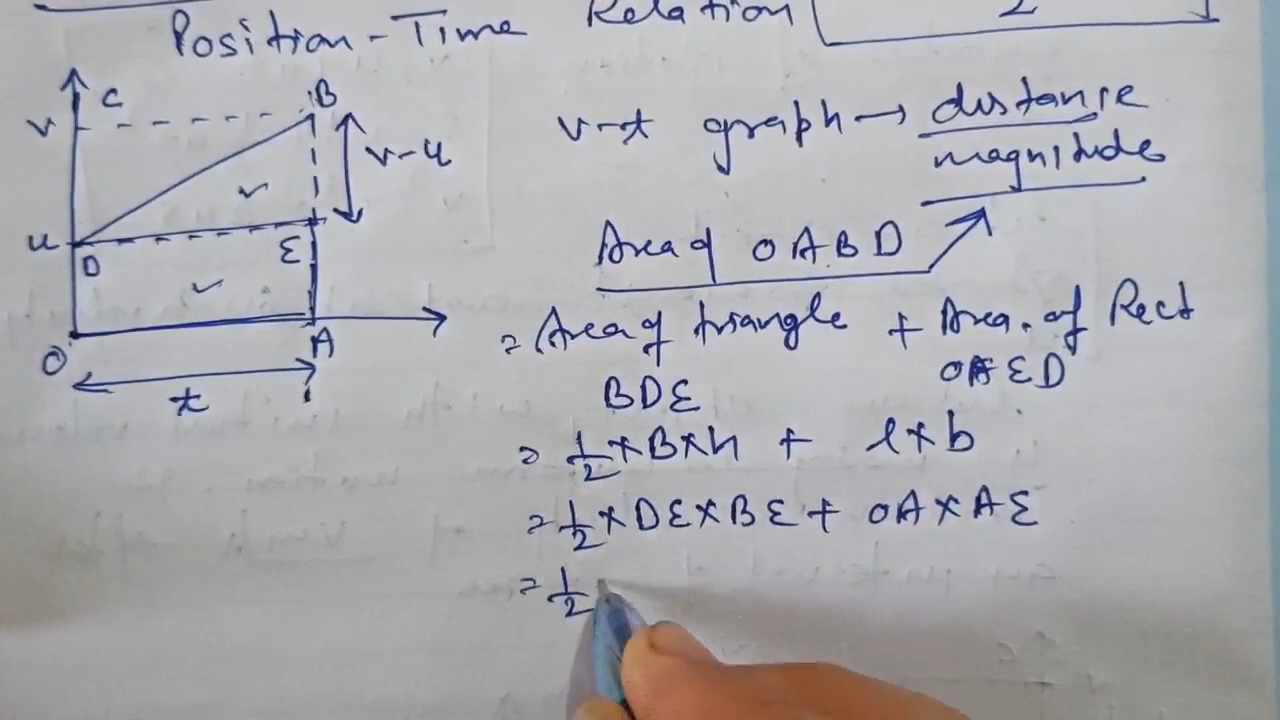 Position-Time Relation
2
C
B
v
v-u
u
D
E
O
A
t
v-t graph → distance
magnitude
Area of OABD
= Area of triangle + Area of Rect
BDE OAED
= 1/2 × B × h + l × b
= 1/2 × DE × BE + OA × AE
= 1/2